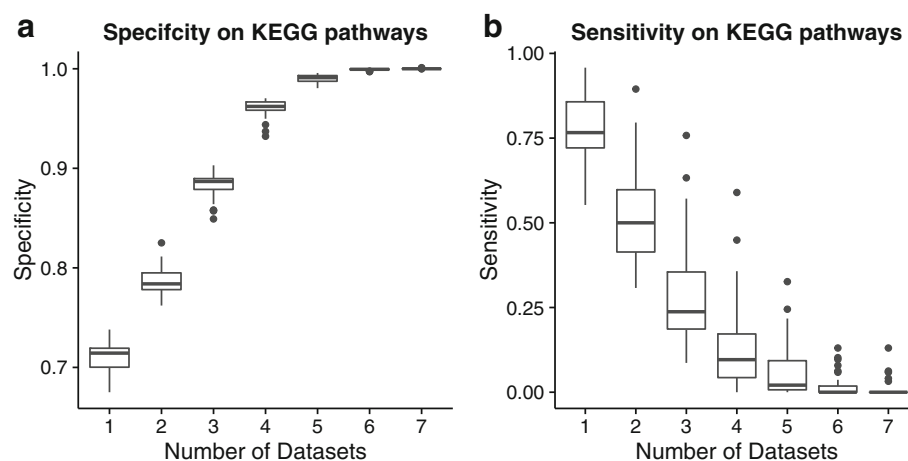 a
Specifcity on KEGG pathways
1.0
0.9
0.8
0.7
Specificity
1 2 3 4 5 6 7
Number of Datasets
b
Sensitivity on KEGG pathways
1.00
0.75
0.50
0.25
0.00
Sensitivity
1 2 3 4 5 6 7
Number of Datasets